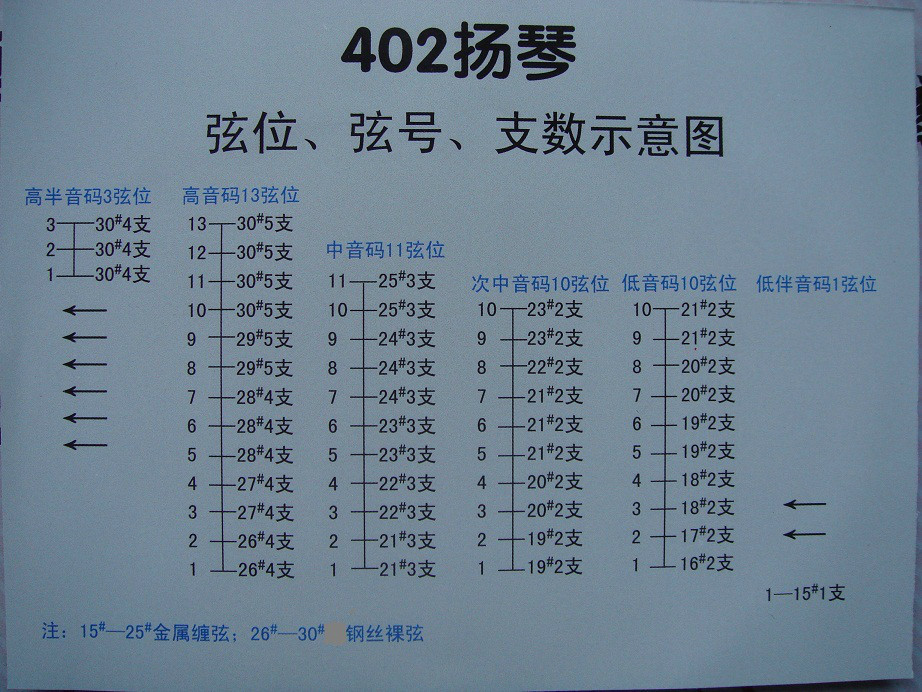 402扬琴
弦位、弦号、支数示意图
高半音码3弦位
3 30#4支
2 30#4支
1 30#4支
←
←
←
←
←
←
高音码13弦位
13 30#5支
12 30#5支
11 30#5支
10 30#5支
9 29#5支
8 29#5支
7 28#4支
6 28#4支
5 28#4支
4 27#4支
3 27#4支
2 26#4支
1 26#4支
中音码11弦位
11 25#3支
10 25#3支
9 24#3支
8 24#3支
7 24#3支
6 23#3支
5 23#3支
4 22#3支
3 22#3支
2 21#3支
1 21#3支
次中音码10弦位
10 23#2支
9 23#2支
8 22#2支
7 21#2支
6 21#2支
5 21#2支
4 20#2支
3 20#2支
2 19#2支
1 19#2支
低音码10弦位
10 21#2支
9 21#2支
8 20#2支
7 20#2支
6 19#2支
5 19#2支
4 18#2支
3 18#2支
2 17#2支
1 16#2支
低伴音码1弦位
←
←
1—15#1支
注：15#—25#金属缠弦；26#—30# 钢丝裸弦